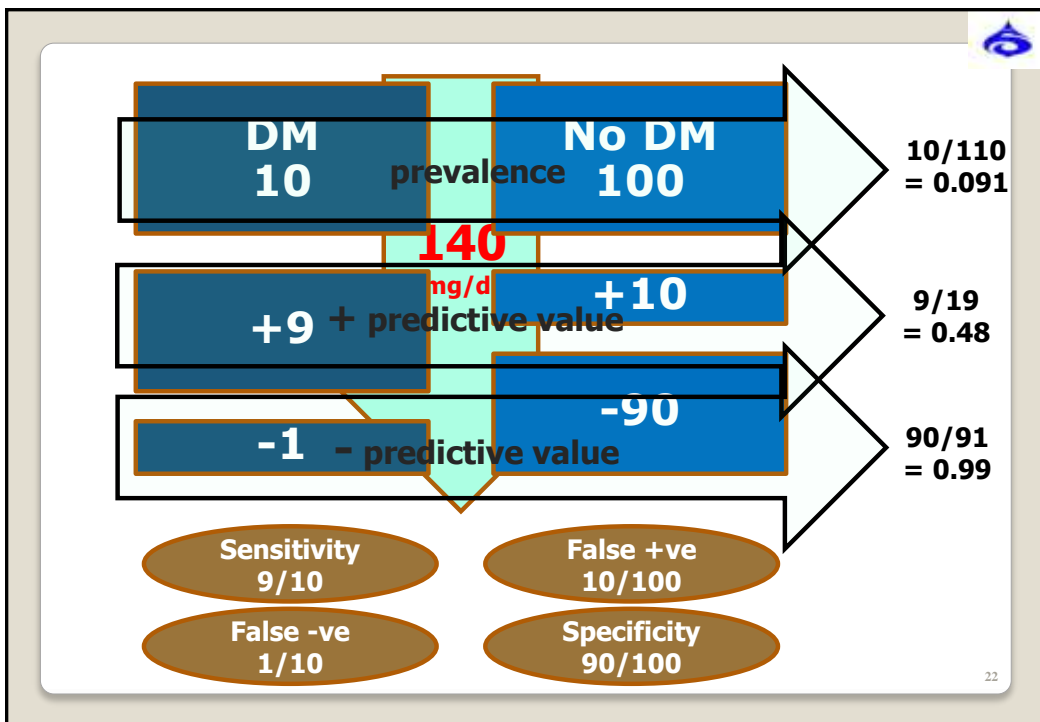 DM
10
No DM
100
prevalence
10/110
= 0.091
140
mg/d
+9
+10
+ predictive value
9/19
= 0.48
-1
-90
- predictive value
90/91
= 0.99
Sensitivity
9/10
False +ve
10/100
False -ve
1/10
Specificity
90/100
22